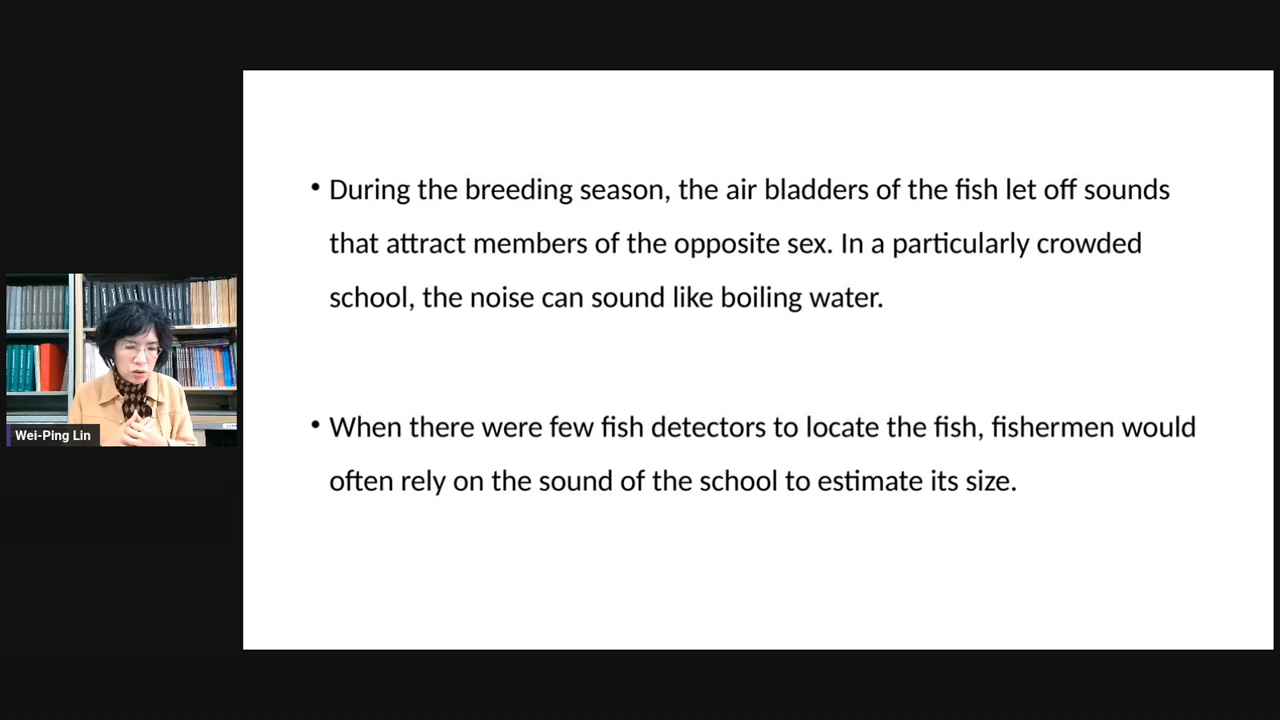 • During the breeding season, the air bladders of the fish let off sounds
that attract members of the opposite sex. In a particularly crowded
school, the noise can sound like boiling water.
• When there were few fish detectors to locate the fish, fishermen would
often rely on the sound of the school to estimate its size.
Wei-Ping Lin